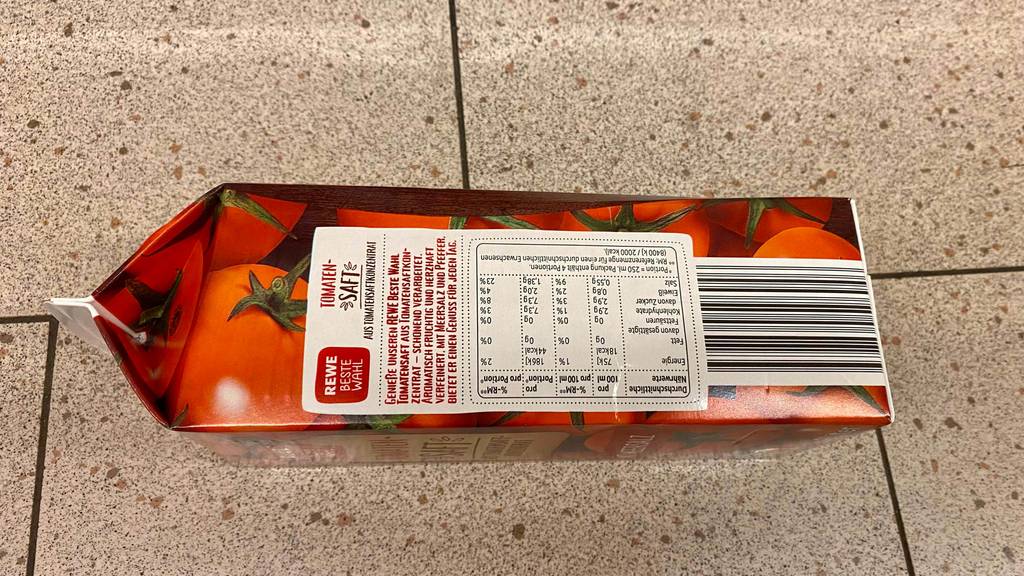 REWE
BESTE
WAHL
TOMATEN-
SAFT
AUS TOMATENSAFTKONZENTRAT
GENIEẞE UNSEREN REWE BESTE WAHL
TOMATENSAFT AUS TOMATENSAFTKON-
ZENTRAT – SCHONEND VERARBEITET.
AROMATISCH FRUCHTIG UND HERZHAFT
VERFEINERT. MIT MEERSALZ UND PFEFFER.
BIETET ER EINEN GENUSS FÜR JEDEN TAG.
Durchschnittliche Nährwerte pro 100 ml %-RM** pro 100 ml pro Portion* %-RM** pro Portion*
Energie 77kJ 1% 186kJ 2%
18kcal 44kcal
Fett 0g 0% 0g 0%
davon gesättigte
Fettsäuren 0g 0% 0g 0%
Kohlenhydrate 2,9g 1% 7,3g 3%
davon Zucker 2,9g 3% 7,3g 8%
Eiweiß 0,8g 2% 2,0g 4%
Salz 0,55g 9% 1,38g 23%
*Portion = 250 ml. Packung enthält 4 Portionen.
**RM Referenzmenge für einen durchschnittlichen Erwachsenen
(8400 kJ / 2000 kcal).